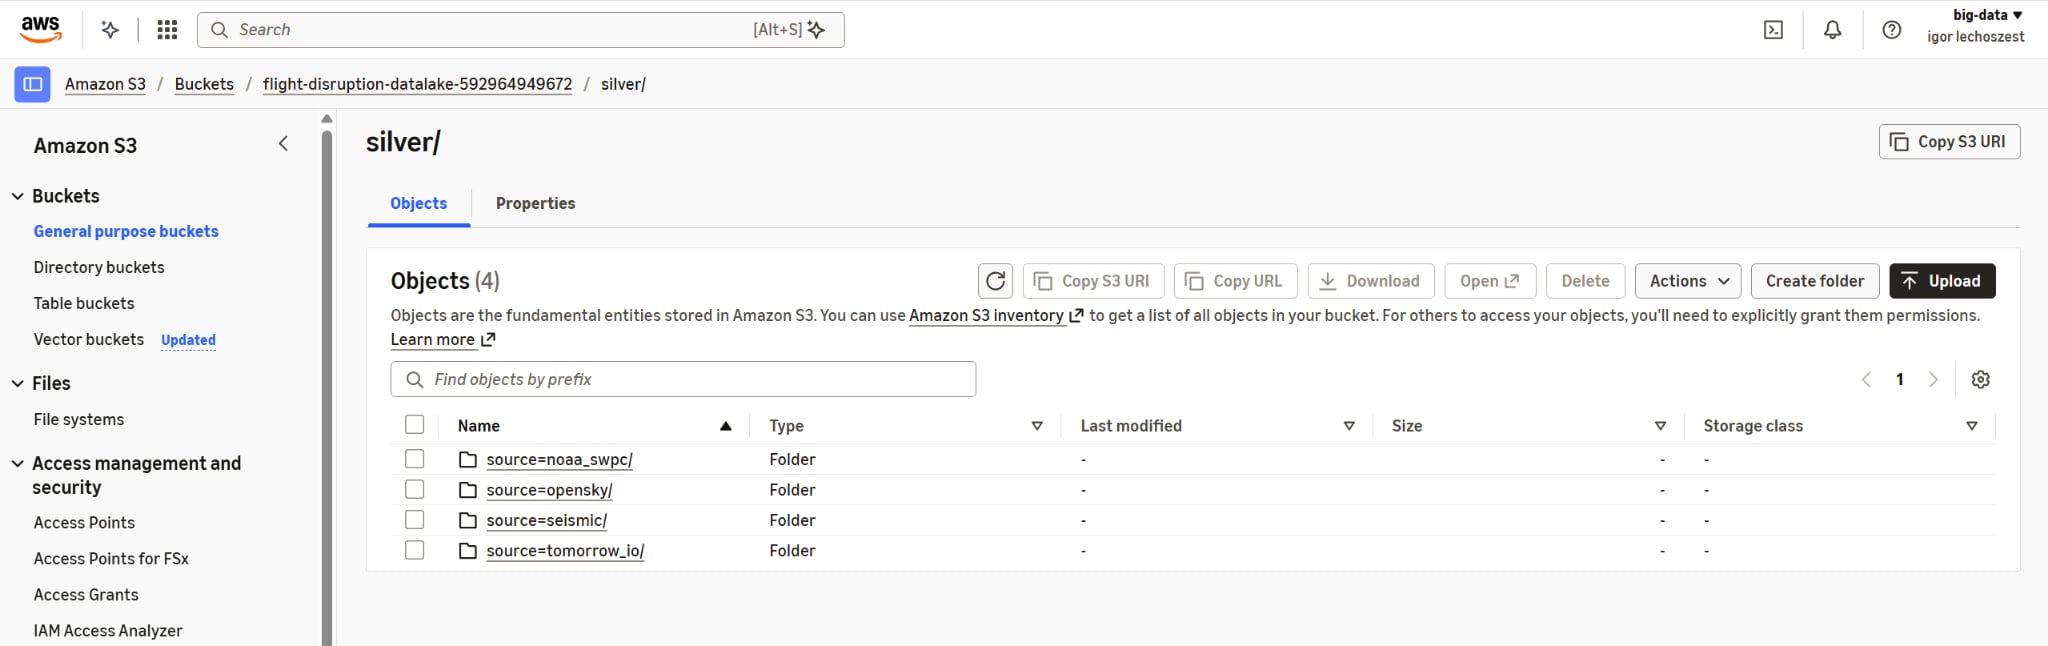 aws
Search [Alt+S]
big-data ▼
igor lechoszest
Amazon S3 / Buckets / flight-disruption-datalake-592964949672 / silver/
Amazon S3
Buckets
General purpose buckets
Directory buckets
Table buckets
Vector buckets Updated
Files
File systems
Access management and
security
Access Points
Access Points for FSx
Access Grants
IAM Access Analyzer
silver/
Copy S3 URI
Objects Properties
Objects (4)
Copy S3 URI Copy URL Download Open Delete Actions Create folder Upload
Objects are the fundamental entities stored in Amazon S3. You can use Amazon S3 inventory to get a list of all objects in your bucket. For others to access your objects, you'll need to explicitly grant them permissions.
Learn more
Find objects by prefix
1
Name Type Last modified Size Storage class
source=noaa_swpc/ Folder - - -
source=opensky/ Folder - - -
source=seismic/ Folder - - -
source=tomorrow_io/ Folder - - -